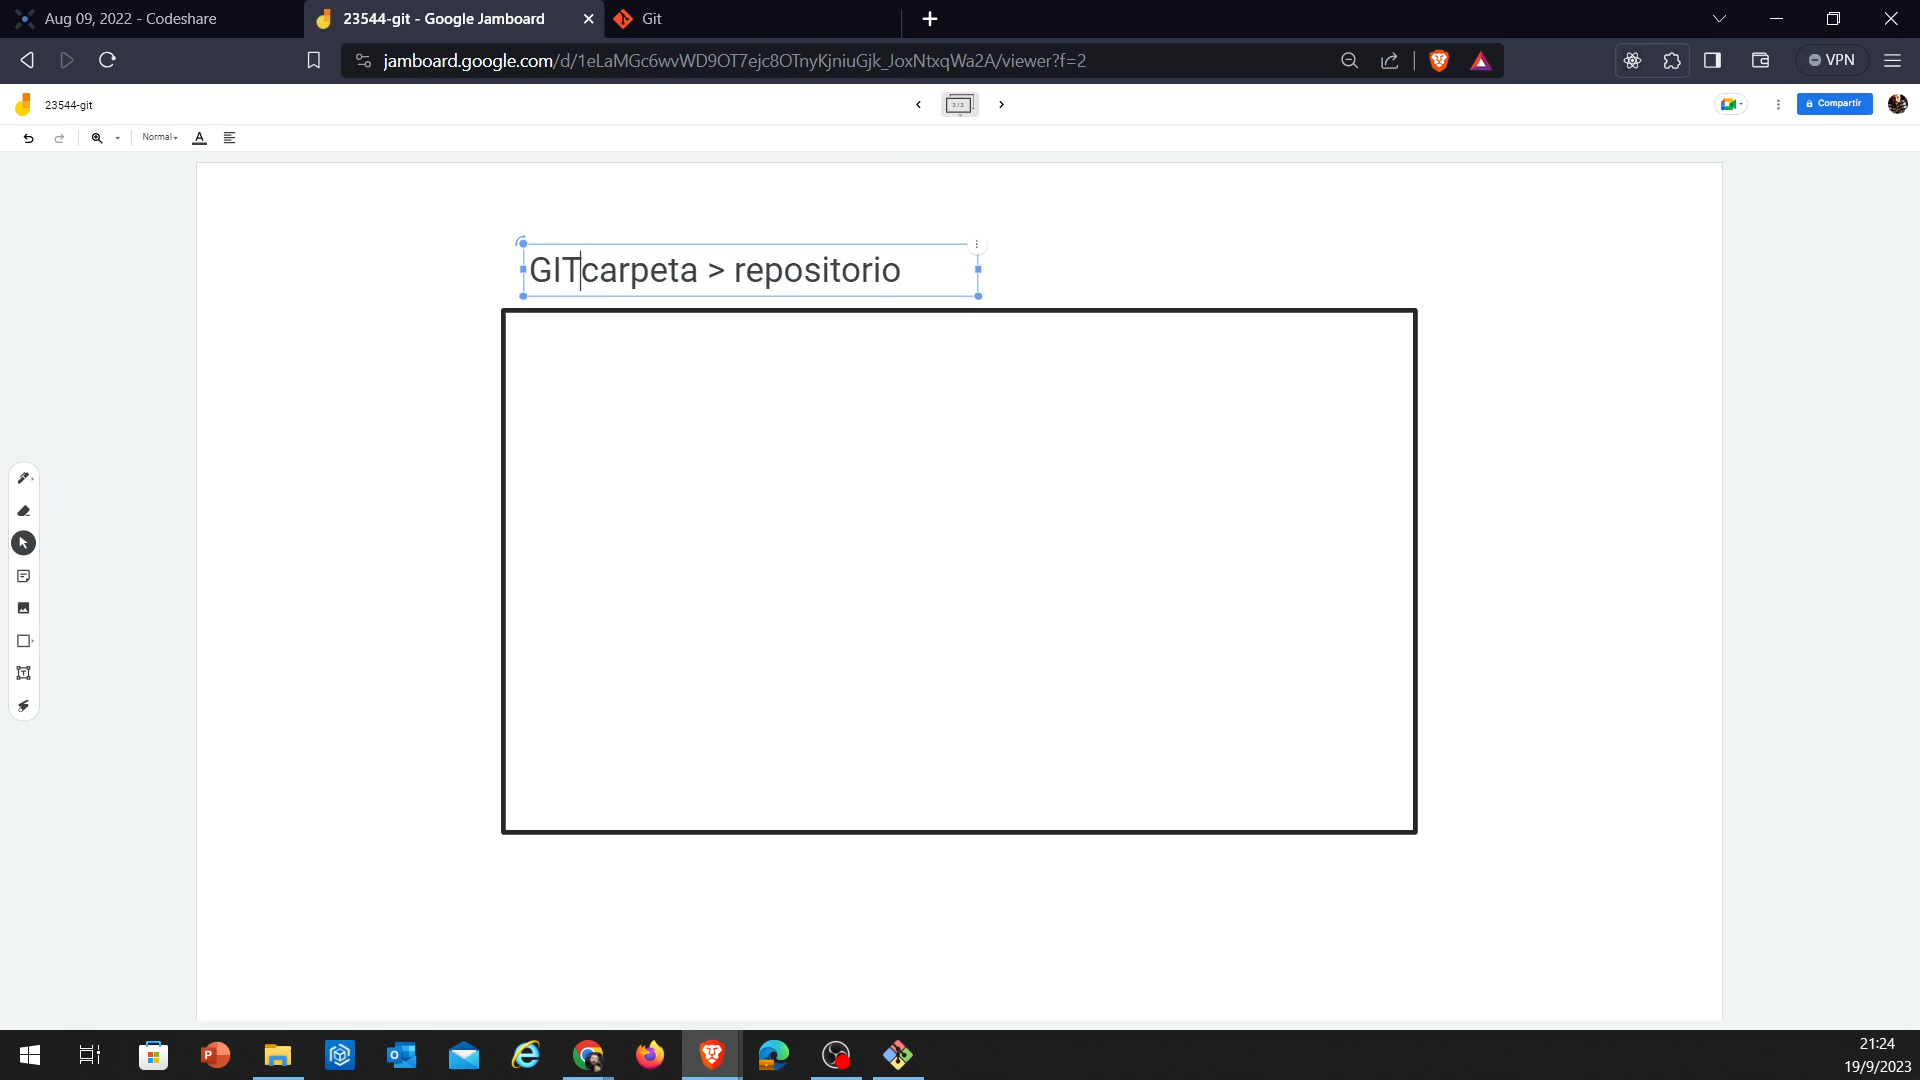 Aug 09, 2022 - Codeshare
23544-git - Google Jamboard
Git
jamboard.google.com/d/1eLaMGc6wvWD9OT7ejc8OTnyKjniuGjk_JoxNtxqWa2A/viewer?f=2
VPN
23544-git
Compartir
Normal
GITcarpeta > repositorio
21:24
19/9/2023